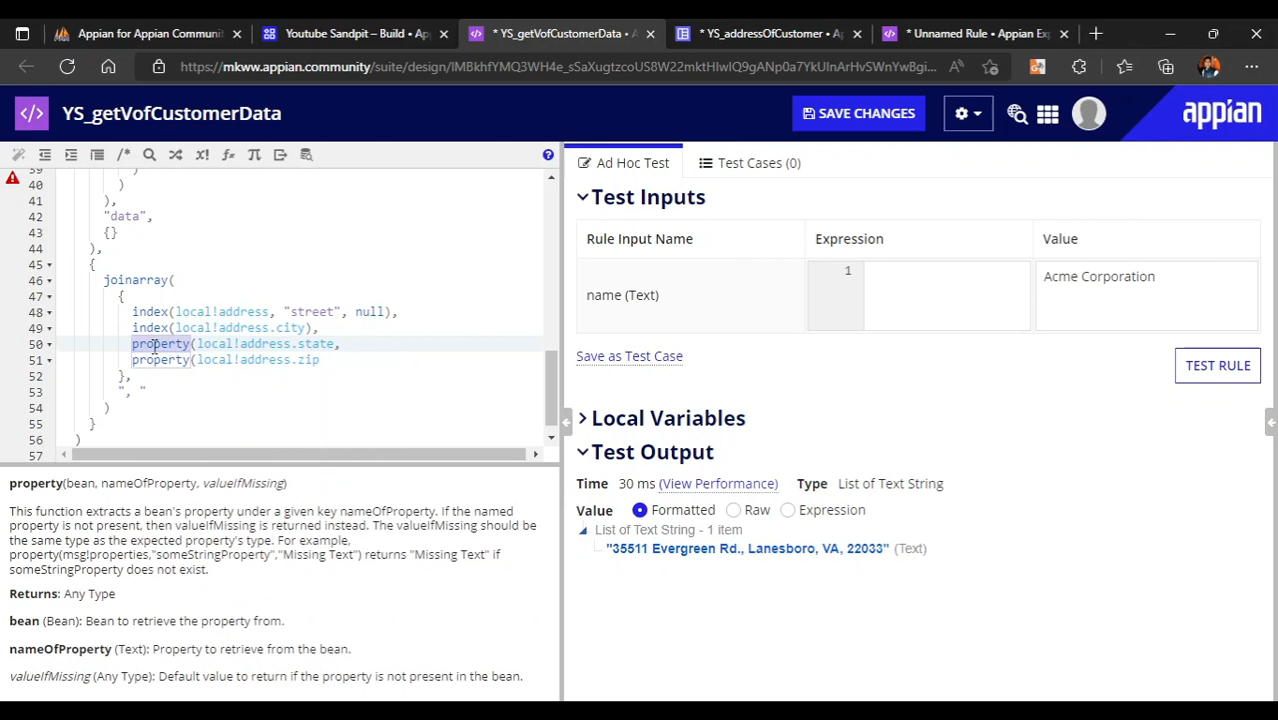 Appian for Appian Communi
Youtube Sandpit – Build • App
* YS_getVofCustomerData • A
* YS_addressOfCustomer • Ap
* Unnamed Rule • Appian Exp
https://mkww.appian.community/suite/design/
YS_getVofCustomerData
SAVE CHANGES
appian
39 )
40 )
41 ),
42 "data",
43 {}
44 ),
45 {
46 joinarray(
47 {
48 index(local!address, "street", null),
49 index(local!address.city),
50 property(local!address.state,
51 property(local!address.zip
52 },
53 ", "
54 )
55 }
56 )
57
property(bean, nameOfProperty, valueIfMissing)
This function extracts a bean's property under a given key nameOfProperty. If the named
property is not present, then valueIfMissing is returned instead. The valueIfMissing should be
the same type as the expected property's type. For example,
property(msg!properties,"someStringProperty","Missing Text") returns "Missing Text" if
someStringProperty does not exist.
Returns: Any Type
bean (Bean): Bean to retrieve the property from.
nameOfProperty (Text): Property to retrieve from the bean.
valueIfMissing (Any Type): Default value to return if the property is not present in the bean.
Ad Hoc Test
Test Cases (0)
Test Inputs
Rule Input Name Expression Value
name (Text) 1 Acme Corporation
Save as Test Case
TEST RULE
Local Variables
Test Output
Time 30 ms (View Performance) Type List of Text String
Value Formatted Raw Expression
List of Text String - 1 item
"35511 Evergreen Rd., Lanesboro, VA, 22033" (Text)